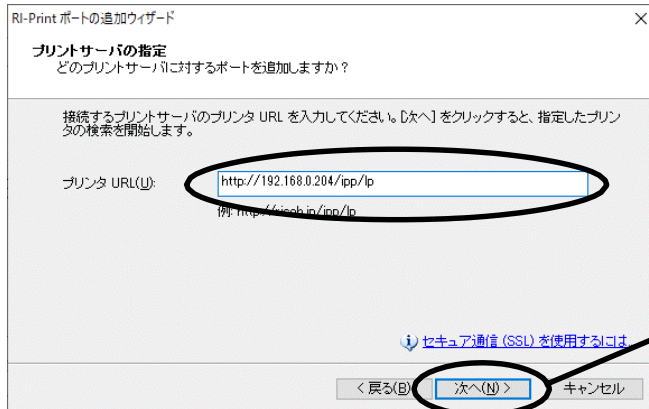 RI-Print ポートの追加ウィザード
プリントサーバの指定
どのプリントサーバに対するポートを追加しますか？
接続するプリントサーバのプリンタ URL を入力してください。[次へ] をクリックすると、指定したプリン
タの検索を開始します。
プリンタ URL(U):
http://192.168.0.204/ipp/lp
例: http://ricoh.jp/ipp/lp
セキュア通信 (SSL) を使用するには
< 戻る(B)
次へ(N) >
キャンセル